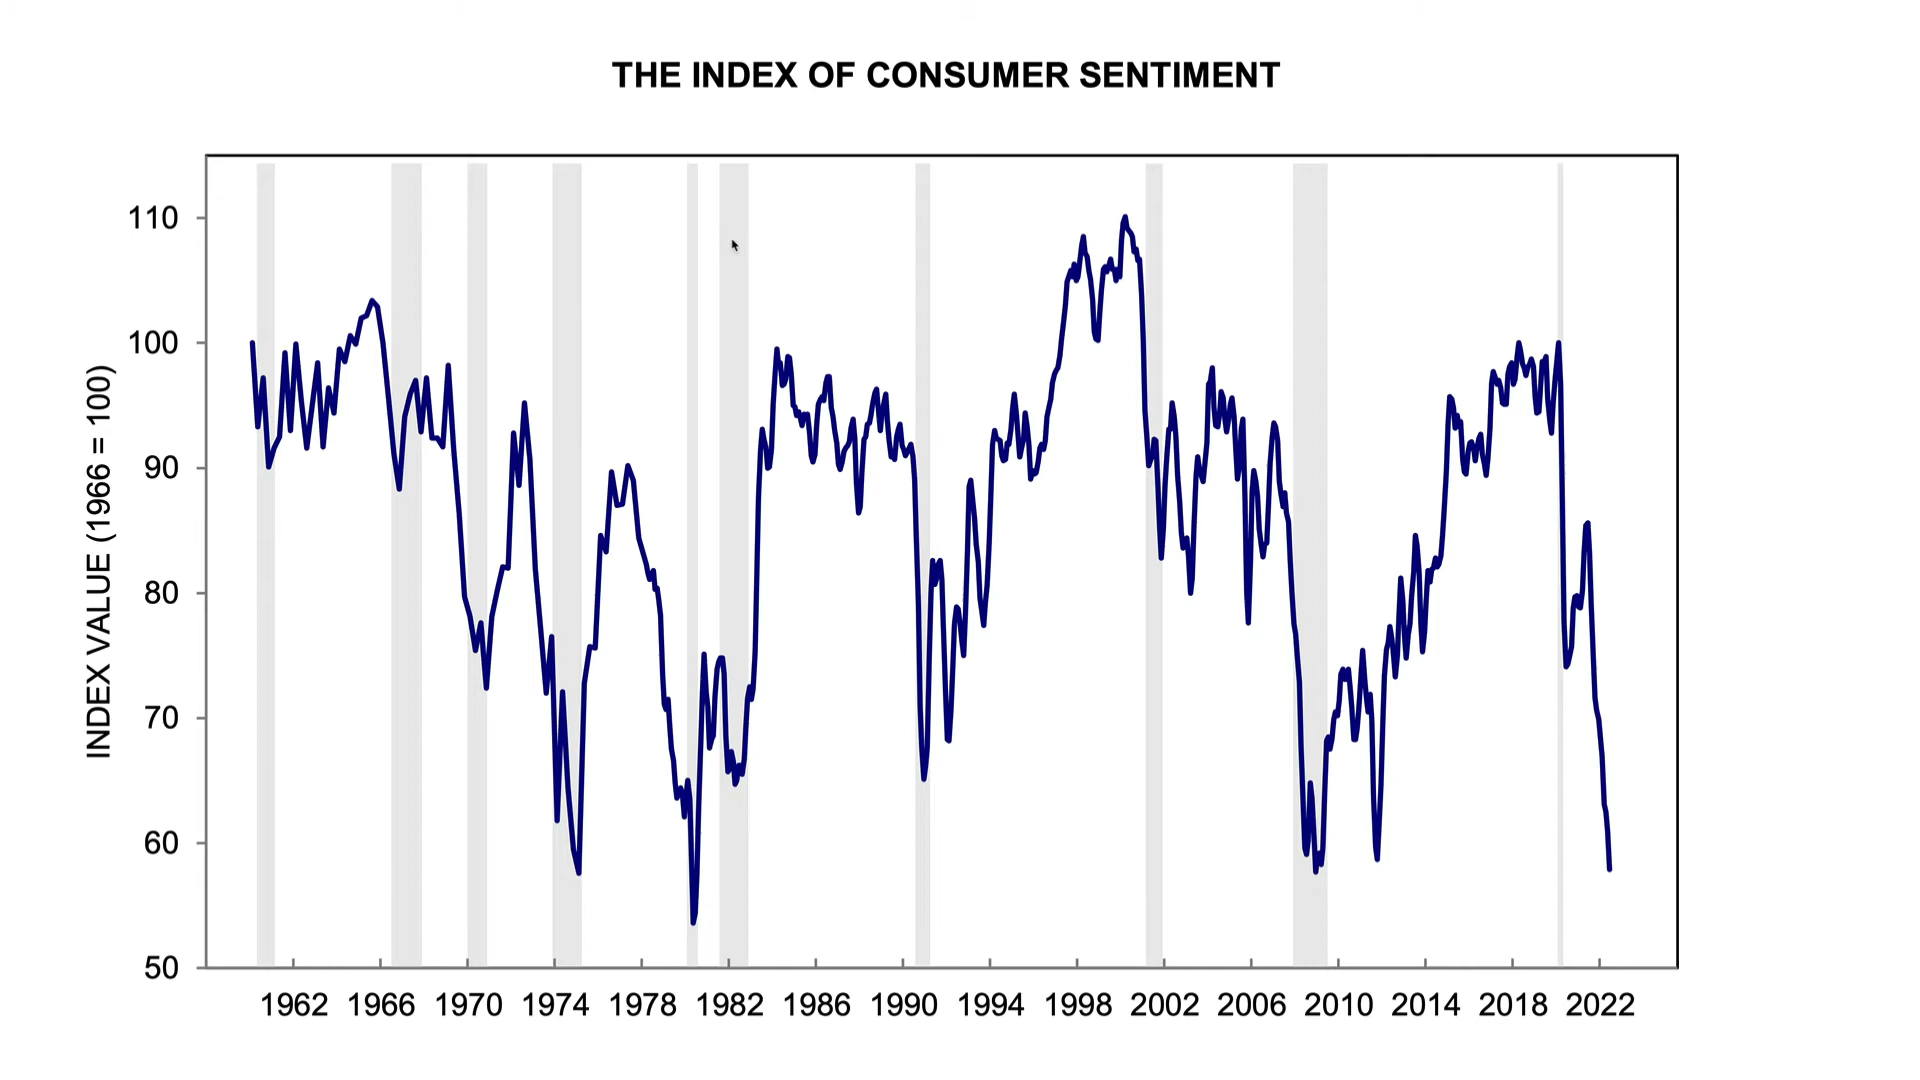 THE INDEX OF CONSUMER SENTIMENT
INDEX VALUE (1966 = 100)
110
100
90
80
70
60
50
1962 1966 1970 1974 1978 1982 1986 1990 1994 1998 2002 2006 2010 2014 2018 2022